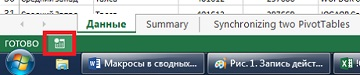 Данные Summary Synchronizing two PivotTables
ГОТОВО
Макросы в сводных Рис. 1. Запись дейст